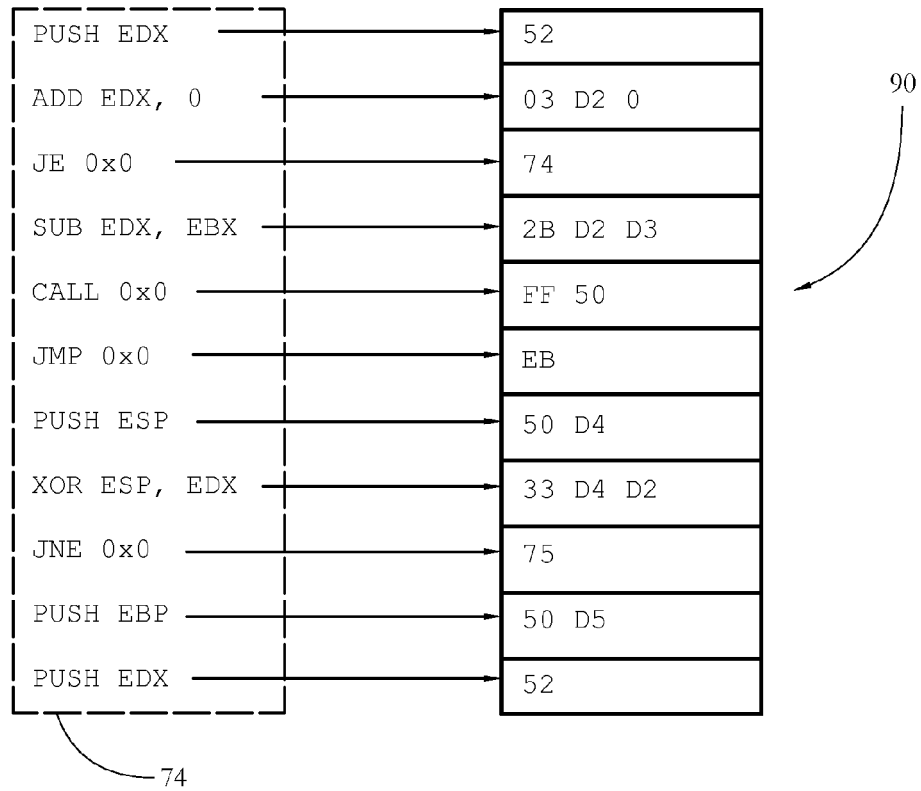 PUSH EDX 52
ADD EDX, 0 03 D2 0
90
JE 0x0 74
SUB EDX, EBX 2B D2 D3
CALL 0x0 FF 50
JMP 0x0 EB
PUSH ESP 50 D4
XOR ESP, EDX 33 D4 D2
JNE 0x0 75
PUSH EBP 50 D5
PUSH EDX 52
74